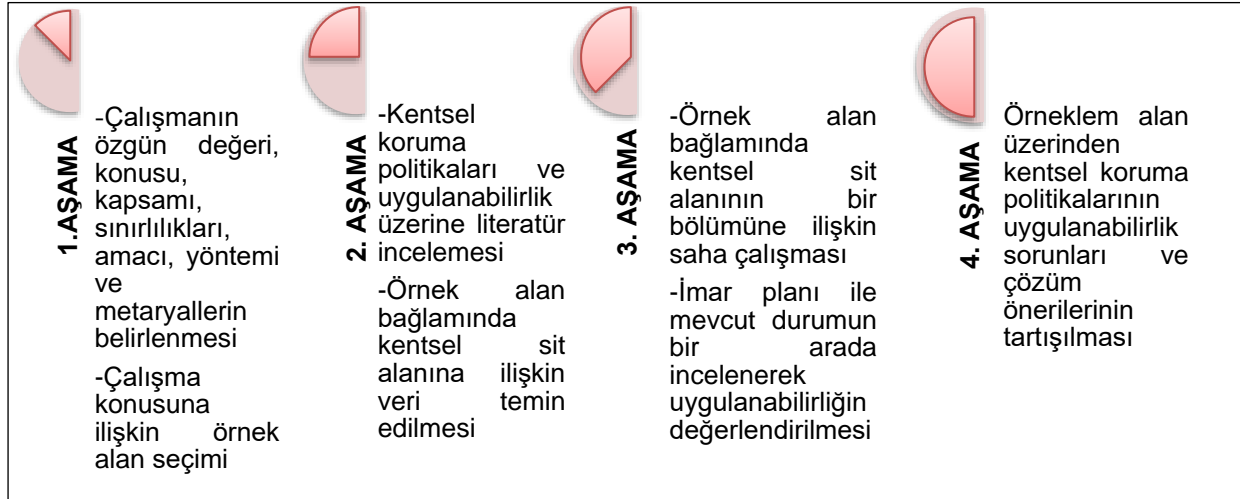 1.AŞAMA
-Çalışmanın
özgün değeri,
konusu,
kapsamı,
sınırlılıkları,
amacı, yöntemi
ve
metaryallerin
belirlenmesi
-Çalışma
konusuna
ilişkin örnek
alan seçimi
2. AŞAMA
-Kentsel
koruma
politikaları ve
uygulanabilirlik
üzerine literatür
incelemesi
-Örnek alan
bağlamında
kentsel sit
alanına ilişkin
veri temin
edilmesi
3. AŞAMA
-Örnek alan
bağlamında
kentsel sit
alanının bir
bölümüne ilişkin
saha çalışması
-İmar planı ile
mevcut durumun
bir arada
incelenerek
uygulanabilirliğin
değerlendirilmesi
4. AŞAMA
Örneklem alan
üzerinden
kentsel koruma
politikalarının
uygulanabilirlik
sorunları ve
çözüm
önerilerinin
tartışılması